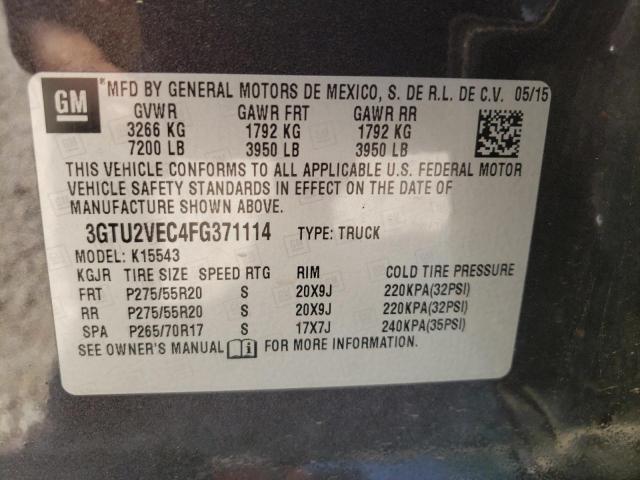 GM
*MFD BY GENERAL MOTORS DE MEXICO, S. DE R.L. DE C.V. 05/15
GVWR GAWR FRT GAWR RR
3266 KG 1792 KG 1792 KG
7200 LB 3950 LB 3950 LB
THIS VEHICLE CONFORMS TO ALL APPLICABLE U.S. FEDERAL MOTOR
VEHICLE SAFETY STANDARDS IN EFFECT ON THE DATE OF
MANUFACTURE SHOWN ABOVE.
3GTU2VEC4FG371114 TYPE: TRUCK
MODEL: K15543
KGJR TIRE SIZE SPEED RTG RIM COLD TIRE PRESSURE
FRT P275/55R20 S 20X9J 220KPA(32PSI)
RR P275/55R20 S 20X9J 220KPA(32PSI)
SPA P265/70R17 S 17X7J 240KPA(35PSI)
SEE OWNER'S MANUAL FOR MORE INFORMATION.